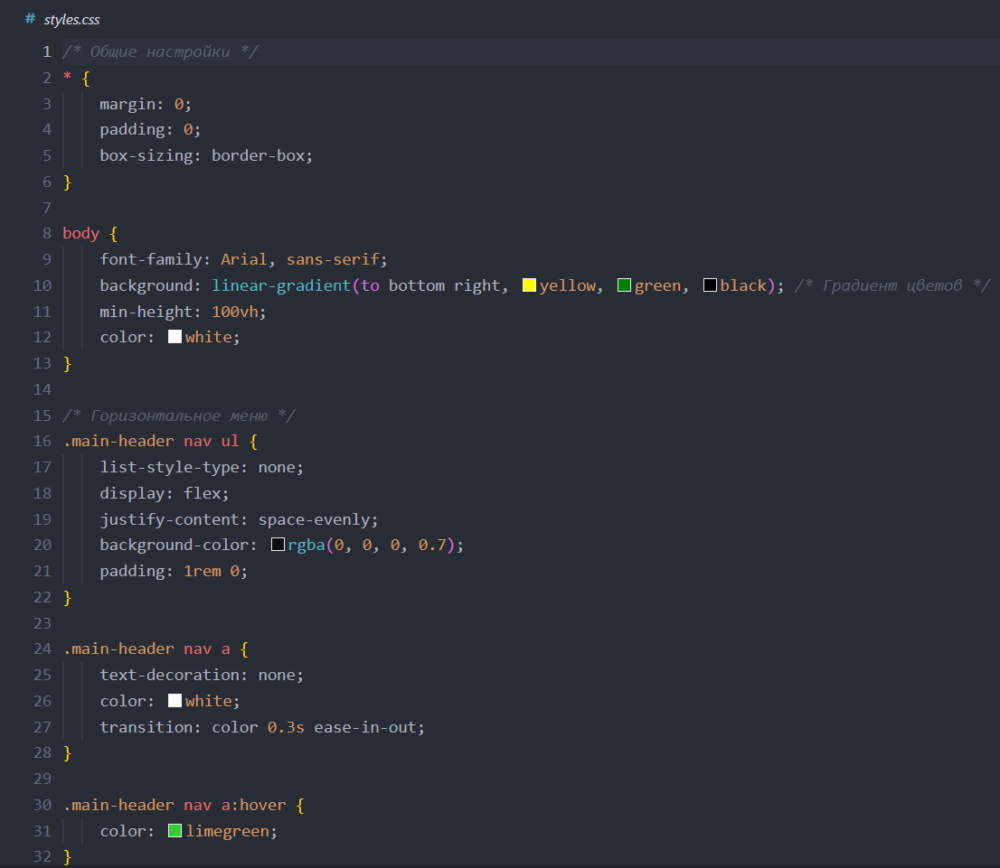 # styles.css
1 /* Общие настройки */
2 * {
3     margin: 0;
4     padding: 0;
5     box-sizing: border-box;
6 }
7
8 body {
9     font-family: Arial, sans-serif;
10     background: linear-gradient(to bottom right, yellow, green, black); /* Градиент цветов */
11     min-height: 100vh;
12     color: white;
13 }
14
15 /* Горизонтальное меню */
16 .main-header nav ul {
17     list-style-type: none;
18     display: flex;
19     justify-content: space-evenly;
20     background-color: rgba(0, 0, 0, 0.7);
21     padding: 1rem 0;
22 }
23
24 .main-header nav a {
25     text-decoration: none;
26     color: white;
27     transition: color 0.3s ease-in-out;
28 }
29
30 .main-header nav a:hover {
31     color: limegreen;
32 }